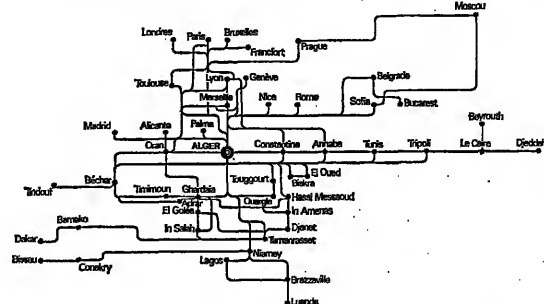 Moscou
Londres
Paris
Bruxelles
Francfort
Prague
Toulouse
Lyon
Genève
Marseille
Nice
Rome
Belgrade
Sofia
Bucarest
Beyrouth
Madrid
Alicante
Palma
Oran
ALGER
Constantine
Annaba
Tunis
Tripoli
Le Caire
Djeddah
Béchar
Tindouf
Timimoun
Ghardaia
Touggourt
El Oued
Biskra
Adrar
Ouargla
Hassi Messaoud
El Golea
In Amenas
In Salah
Djanet
Bamako
Dakar
Tamanrasset
Bissau
Conakry
Niamey
Lagos
Brazzaville
Luanda